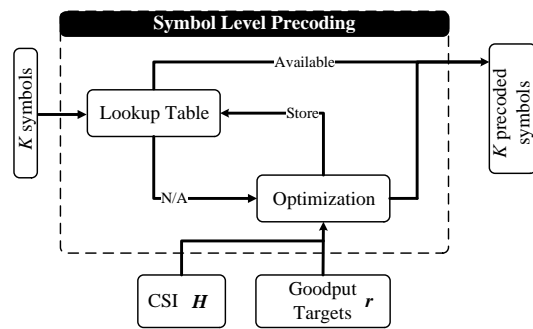 Symbol Level Precoding
Available
K symbols
Lookup Table
Store
K precoded
symbols
N/A
Optimization
CSI H
Goodput
Targets r